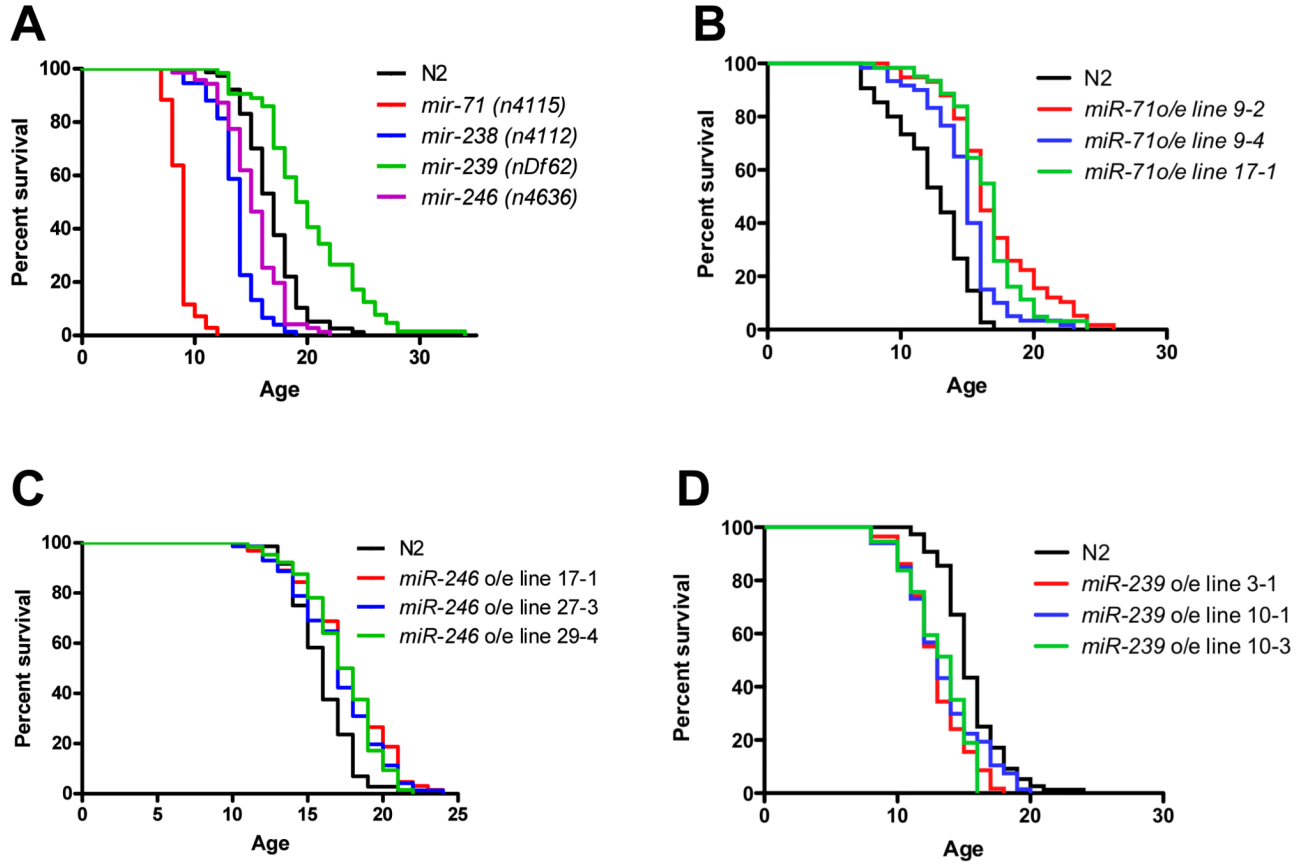 A
100
80
60
40
20
0
Percent survival
0 10 20 30
Age
N2
mir-71 (n4115)
mir-238 (n4112)
mir-239 (nDf62)
mir-246 (n4636)
B
100
80
60
40
20
0
Percent survival
0 10 20 30
Age
N2
miR-71o/e line 9-2
miR-71o/e line 9-4
miR-71o/e line 17-1
C
100
80
60
40
20
0
Percent survival
0 5 10 15 20 25
Age
N2
miR-246 o/e line 17-1
miR-246 o/e line 27-3
miR-246 o/e line 29-4
D
100
80
60
40
20
0
Percent survival
0 10 20 30
Age
N2
miR-239 o/e line 3-1
miR-239 o/e line 10-1
miR-239 o/e line 10-3